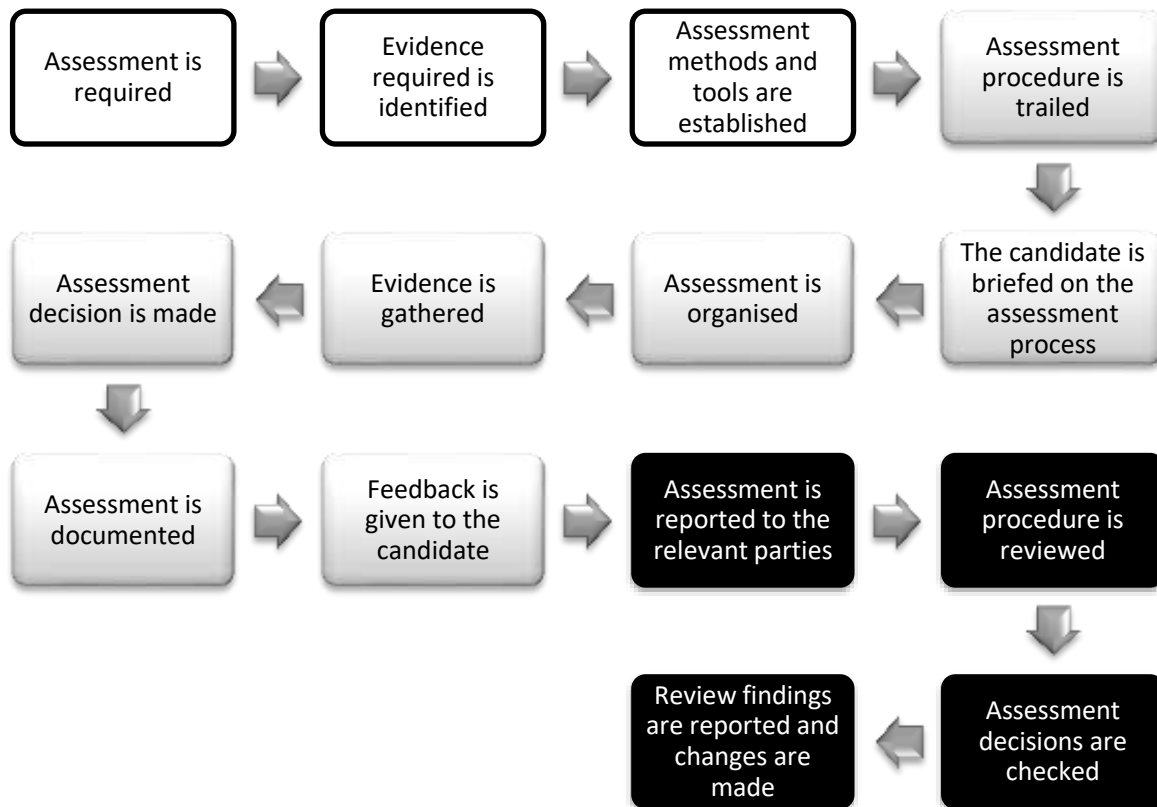 Assessment is
required
Evidence
required is
identified
Assessment
methods and
tools are
established
Assessment
procedure is
trailed
The candidate is
briefed on the
assessment
process
Assessment is
organised
Evidence is
gathered
Assessment
decision is made
Assessment is
documented
Feedback is
given to the
candidate
Assessment is
reported to the
relevant parties
Assessment
procedure is
reviewed
Assessment
decisions are
checked
Review findings
are reported and
changes are
made